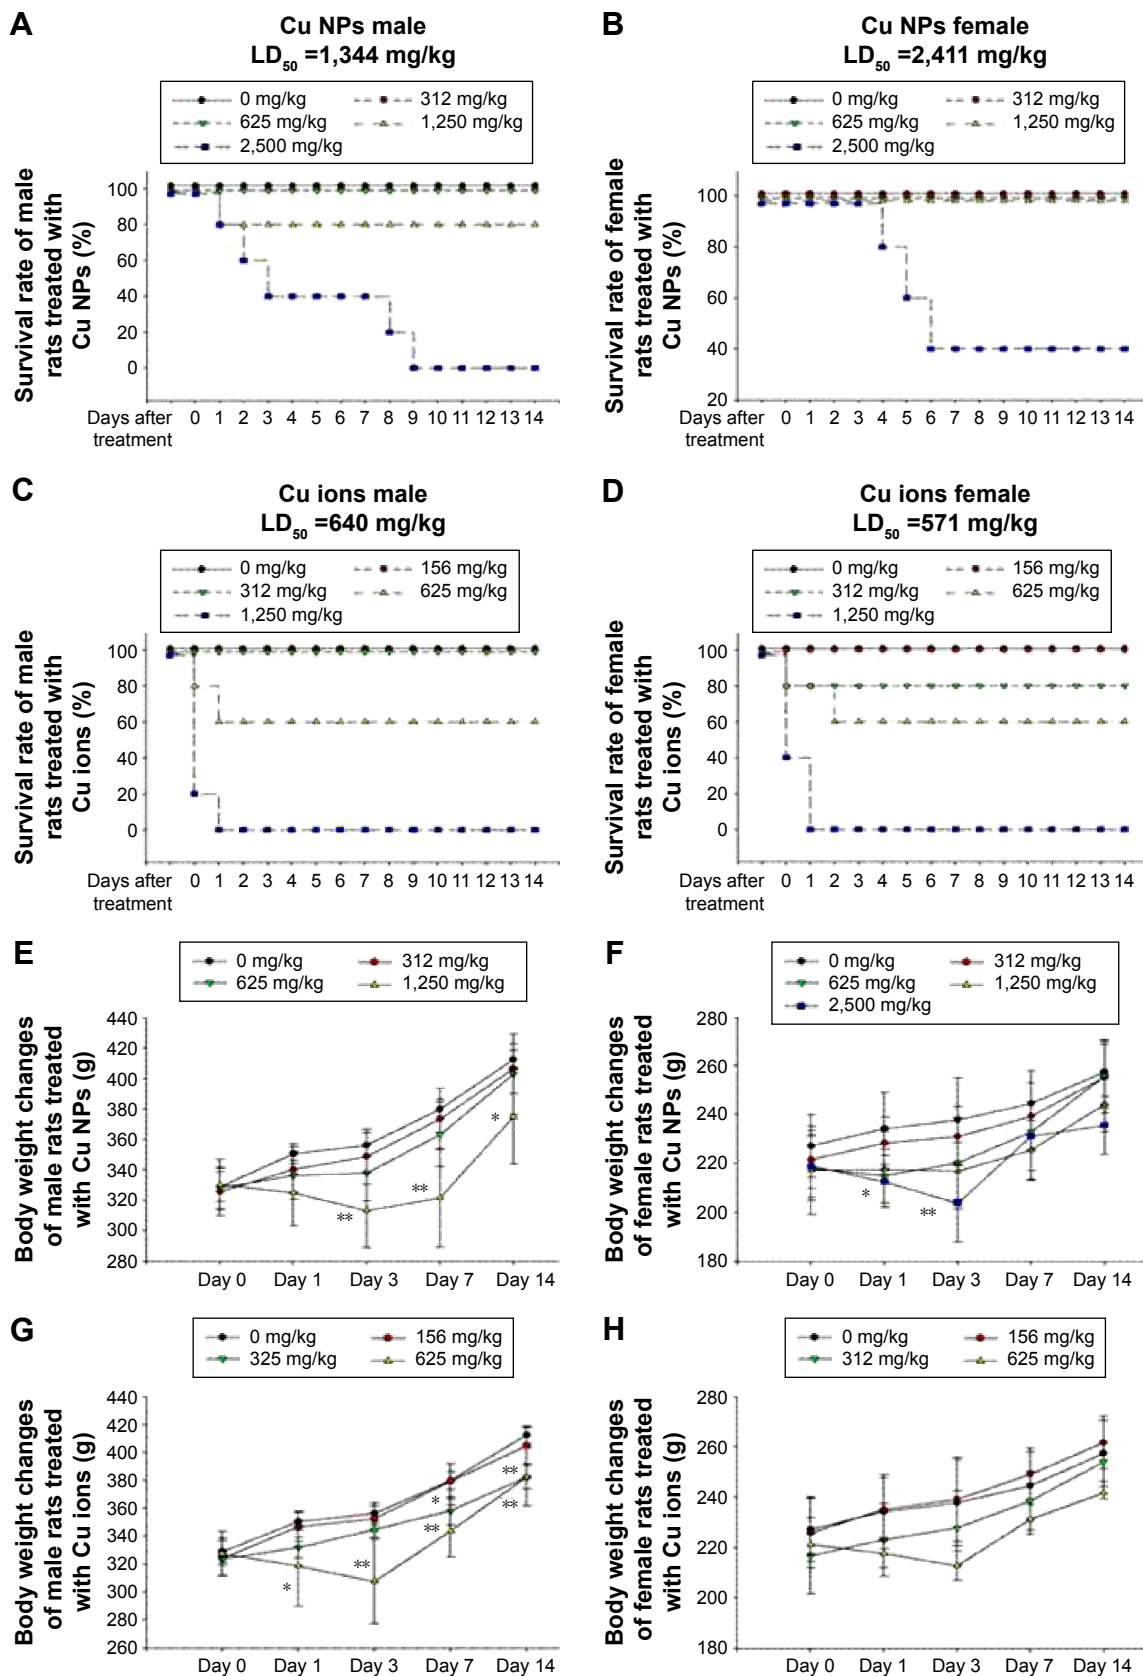 A
Cu NPs male
LD50 =1,344 mg/kg
0 mg/kg 312 mg/kg
625 mg/kg 1,250 mg/kg
2,500 mg/kg
Survival rate of male
rats treated with
Cu NPs (%)
100
80
60
40
20
0
Days after
treatment
0 1 2 3 4 5 6 7 8 9 10 11 12 13 14
B
Cu NPs female
LD50 =2,411 mg/kg
0 mg/kg 312 mg/kg
625 mg/kg 1,250 mg/kg
2,500 mg/kg
Survival rate of female
rats treated with
Cu NPs (%)
100
80
60
40
20
Days after
treatment
0 1 2 3 4 5 6 7 8 9 10 11 12 13 14
C
Cu ions male
LD50 =640 mg/kg
0 mg/kg 156 mg/kg
312 mg/kg 625 mg/kg
1,250 mg/kg
Survival rate of male
rats treated with
Cu ions (%)
100
80
60
40
20
0
Days after
treatment
0 1 2 3 4 5 6 7 8 9 10 11 12 13 14
D
Cu ions female
LD50 =571 mg/kg
0 mg/kg 156 mg/kg
312 mg/kg 625 mg/kg
1,250 mg/kg
Survival rate of female
rats treated with
Cu ions (%)
100
80
60
40
20
0
Days after
treatment
0 1 2 3 4 5 6 7 8 9 10 11 12 13 14
E
0 mg/kg 312 mg/kg
625 mg/kg 1,250 mg/kg
Body weight changes
of male rats treated
with Cu NPs (g)
440
420
400
380
360
340
320
300
280
**
**
*
Day 0 Day 1 Day 3 Day 7 Day 14
F
0 mg/kg 312 mg/kg
625 mg/kg 1,250 mg/kg
2,500 mg/kg
Body weight changes
of female rats treated
with Cu NPs (g)
280
260
240
220
200
180
*
**
Day 0 Day 1 Day 3 Day 7 Day 14
G
0 mg/kg 156 mg/kg
325 mg/kg 625 mg/kg
Body weight changes
of male rats treated
with Cu ions (g)
440
420
400
380
360
340
320
300
280
260
*
**
*
**
**
**
Day 0 Day 1 Day 3 Day 7 Day 14
H
0 mg/kg 156 mg/kg
312 mg/kg 625 mg/kg
Body weight changes
of female rats treated
with Cu ions (g)
280
260
240
220
200
180
Day 0 Day 1 Day 3 Day 7 Day 14